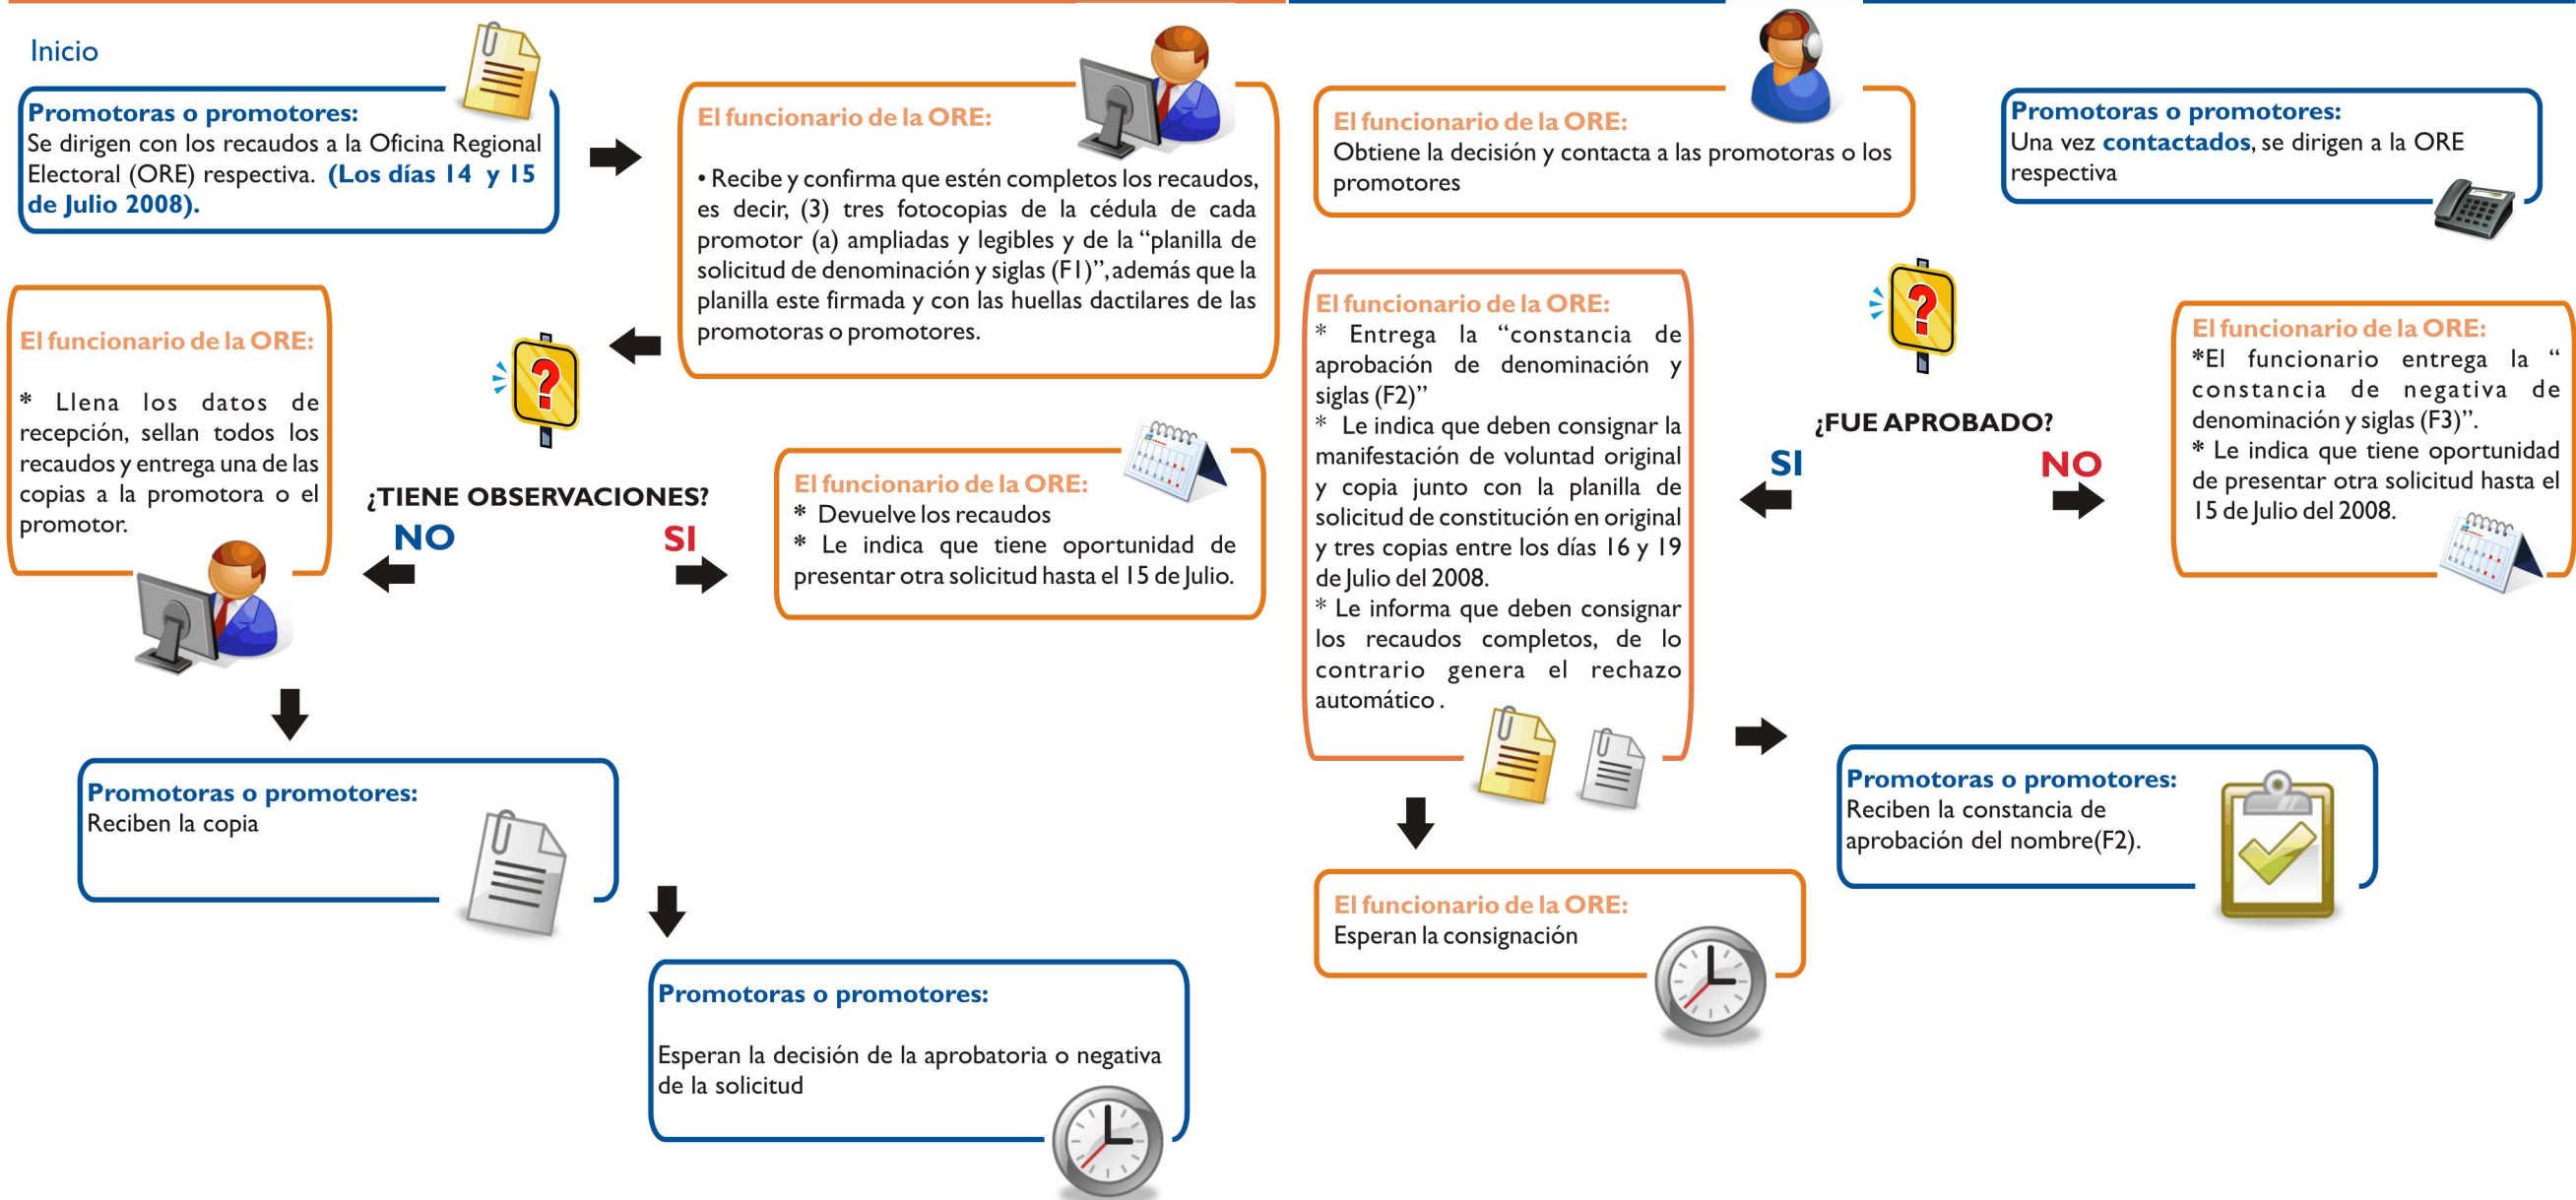 Inicio
Promotoras o promotores:
Se dirigen con los recaudos a la Oficina Regional
Electoral (ORE) respectiva. (Los días 14 y 15
de Julio 2008).
El funcionario de la ORE:
• Recibe y confirma que estén completos los recaudos,
es decir, (3) tres fotocopias de la cédula de cada
promotor (a) ampliadas y legibles y de la “planilla de
solicitud de denominación y siglas (F1)”, además que la
planilla este firmada y con las huellas dactilares de las
promotoras o promotores.
¿TIENE OBSERVACIONES?
NO
SI
El funcionario de la ORE:
* Llena los datos de
recepción, sellan todos los
recaudos y entrega una de las
copias a la promotora o el
promotor.
El funcionario de la ORE:
* Devuelve los recaudos
* Le indica que tiene oportunidad de
presentar otra solicitud hasta el 15 de Julio.
Promotoras o promotores:
Reciben la copia
Promotoras o promotores:
Esperan la decisión de la aprobatoria o negativa
de la solicitud
El funcionario de la ORE:
Obtiene la decisión y contacta a las promotoras o los
promotores
Promotoras o promotores:
Una vez contactados, se dirigen a la ORE
respectiva
¿FUE APROBADO?
SI
NO
El funcionario de la ORE:
* Entrega la “constancia de
aprobación de denominación y
siglas (F2)”
* Le indica que deben consignar la
manifestación de voluntad original
y copia junto con la planilla de
solicitud de constitución en original
y tres copias entre los días 16 y 19
de Julio del 2008.
* Le informa que deben consignar
los recaudos completos, de lo
contrario genera el rechazo
automático .
El funcionario de la ORE:
*El funcionario entrega la “
constancia de negativa de
denominación y siglas (F3)”.
* Le indica que tiene oportunidad
de presentar otra solicitud hasta el
15 de Julio del 2008.
Promotoras o promotores:
Reciben la constancia de
aprobación del nombre(F2).
El funcionario de la ORE:
Esperan la consignación